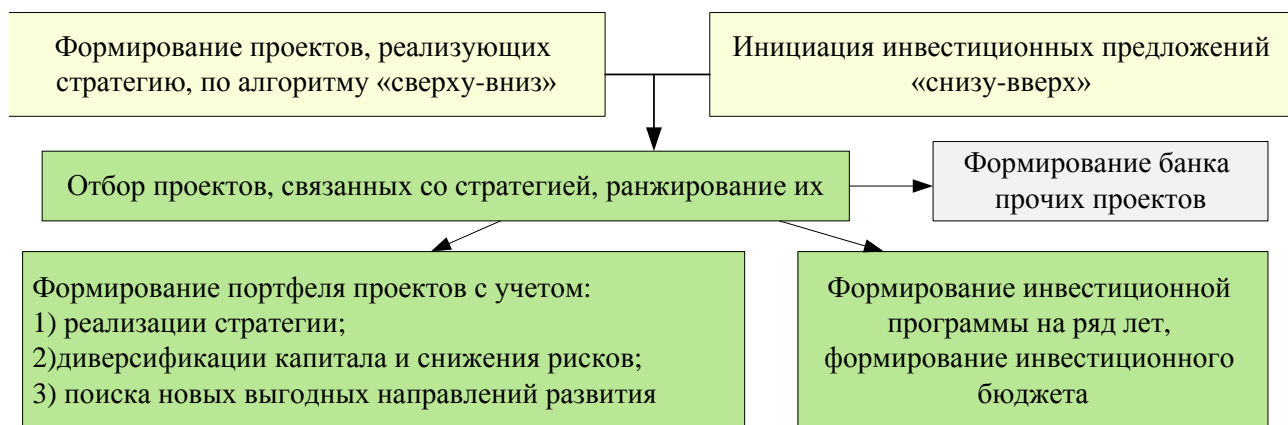 Формирование проектов, реализующих
стратегию, по алгоритму «сверху-вниз»
Инициация инвестиционных предложений
«снизу-вверх»
Отбор проектов, связанных со стратегией, ранжирование их
Формирование банка
прочих проектов
Формирование портфеля проектов с учетом:
1) реализации стратегии;
2)диверсификации капитала и снижения рисков;
3) поиска новых выгодных направлений развития
Формирование инвестиционной
программы на ряд лет,
формирование инвестиционного
бюджета